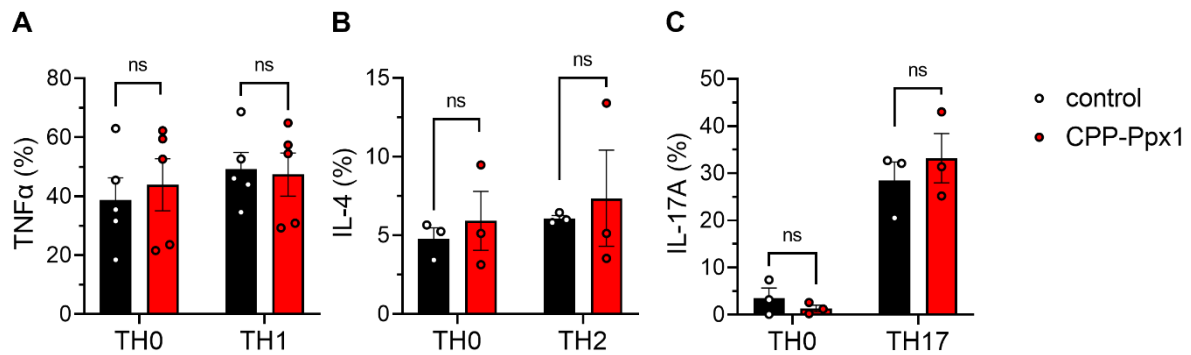 A
TNFα (%)
80
60
40
20
0
ns
ns
TH0
TH1
B
IL-4 (%)
15
10
5
0
ns
ns
TH0
TH2
C
IL-17A (%)
50
40
30
20
10
0
ns
ns
TH0
TH17
control
CPP-Ppx1